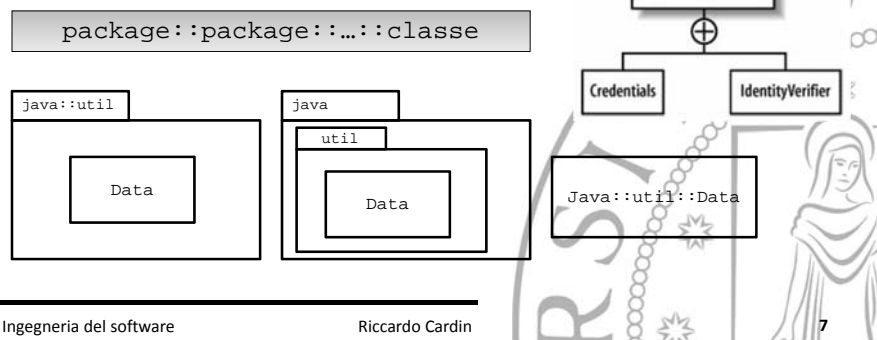 package::package::…::classe
Credentials
IdentityVerifier
java::util
Data
java
util
Data
Java::util::Data
RSI
Ingegneria del software
Riccardo Cardin
7